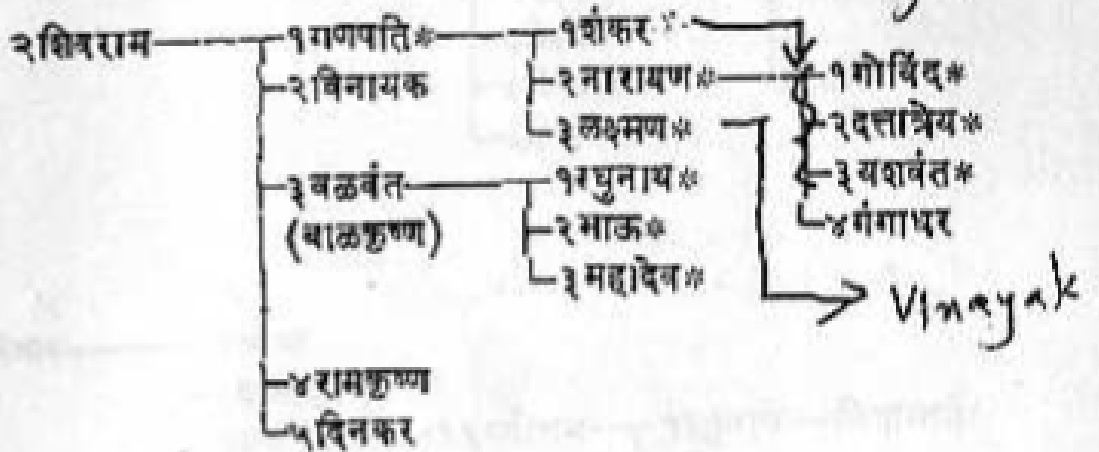 २शिवराम १गणपति* १शंकर*
२विनायक २नारायण* १गोविंद*
३लक्ष्मण* २दत्तात्रेय*
३बळवंत १रघुनाथ* ३यशवंत*
(बाळकृष्ण) २भाऊ* ४गंगाधर
३महादेव*
Vinayak
४रामकृष्ण
५दिनकर